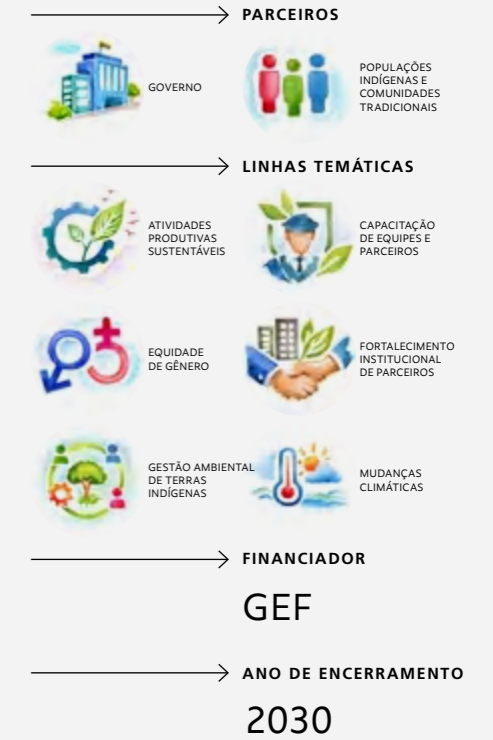 PARCEIROS
GOVERNO
POPULAÇÕES
INDÍGENAS E
COMUNIDADES
TRADICIONAIS
LINHAS TEMÁTICAS
ATIVIDADES
PRODUTIVAS
SUSTENTÁVEIS
CAPACITAÇÃO
DE EQUIPES E
PARCEIROS
EQUIDADE
DE GÊNERO
FORTALECIMENTO
INSTITUCIONAL
DE PARCEIROS
GESTÃO AMBIENTAL
DE TERRAS
INDÍGENAS
MUDANÇAS
CLIMÁTICAS
FINANCIADOR
GEF
ANO DE ENCERRAMENTO
2030